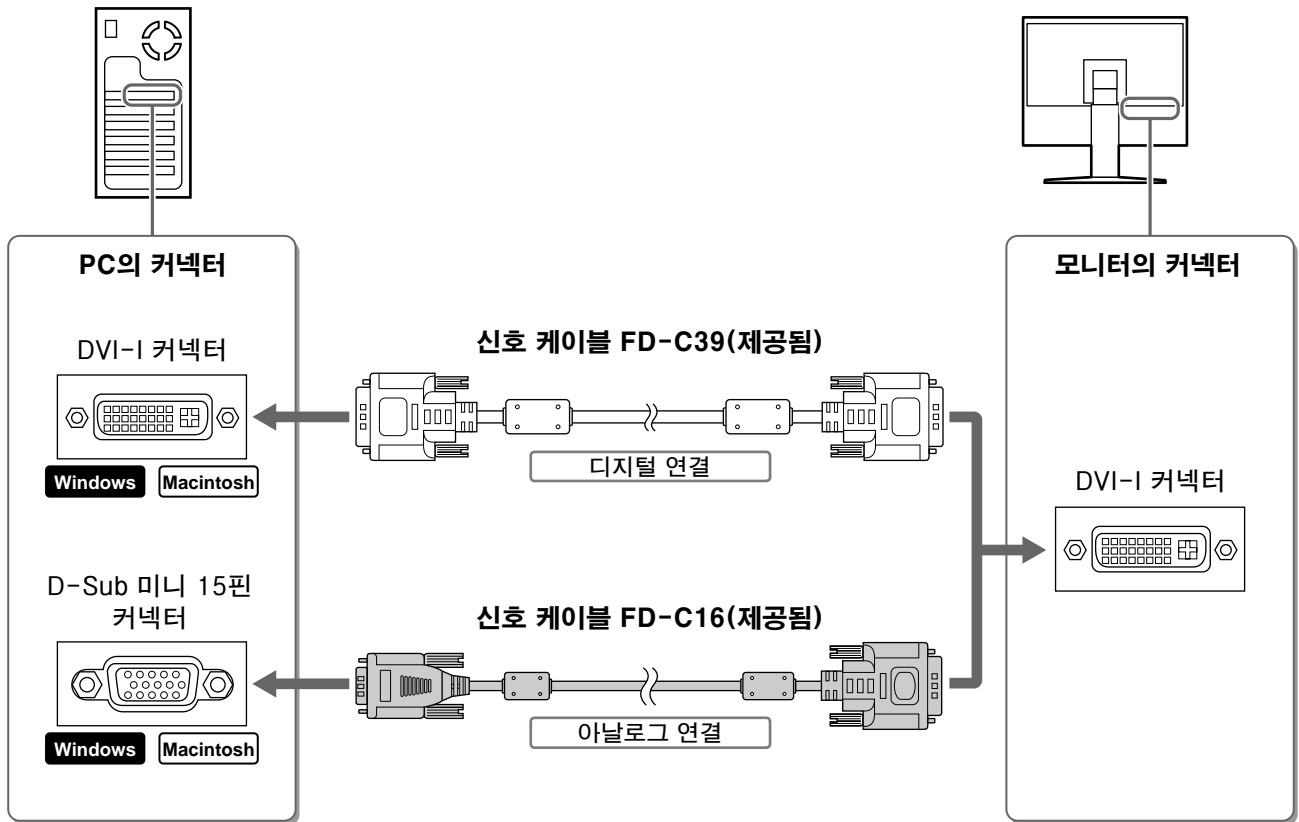 PC의 커넥터
DVI-I 커넥터
Windows Macintosh
D-Sub 미니 15핀
커넥터
Windows Macintosh
신호 케이블 FD-C39(제공됨)
디지털 연결
신호 케이블 FD-C16(제공됨)
아날로그 연결
모니터의 커넥터
DVI-I 커넥터